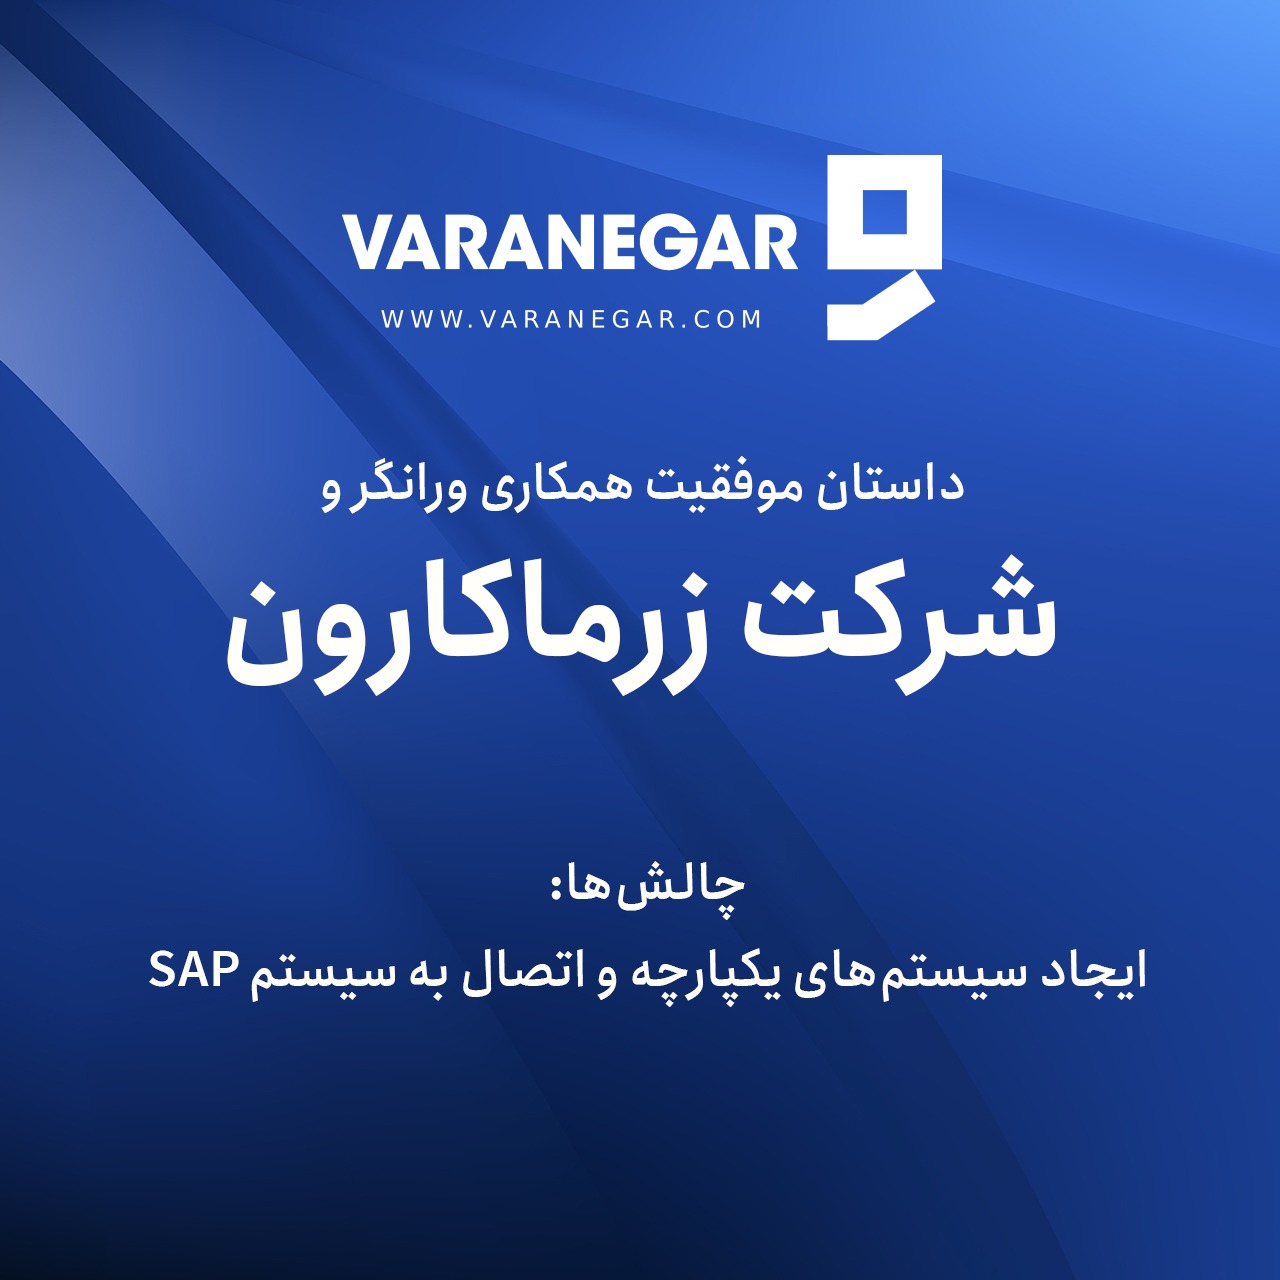 VARANEGAR
WWW.VARANEGAR.COM
داستان موفقیت همکاری ورانگر و
شرکت زرماکارون
چالش‌ها:
ایجاد سیستم‌های یکپارچه و اتصال به سیستم SAP